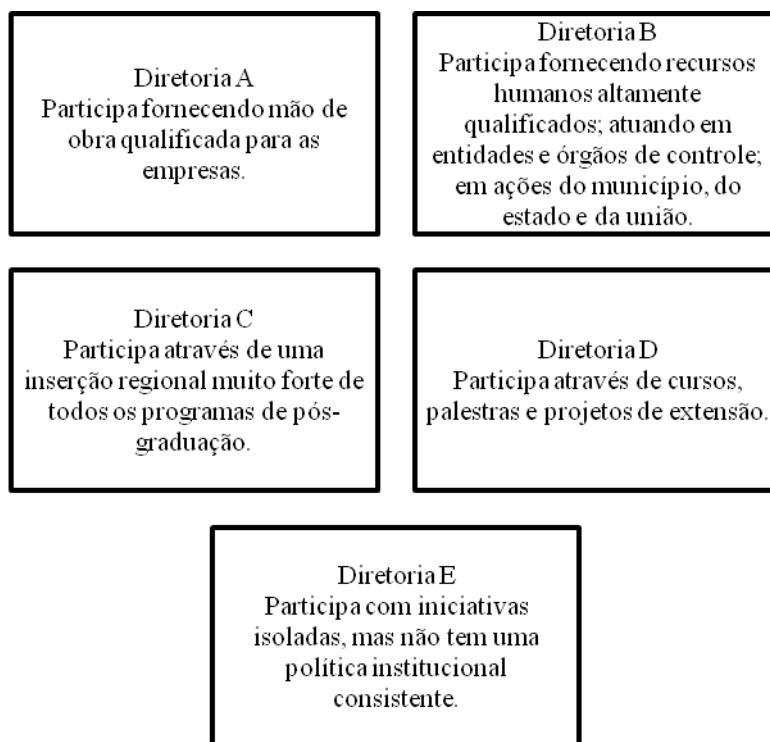 Diretoria A
Participa fornecendo mão de
obra qualificada para as
empresas.
Diretoria B
Participa fornecendo recursos
humanos altamente
qualificados; atuando em
entidades e órgãos de controle;
em ações do município, do
estado e da união.
Diretoria C
Participa através de uma
inserção regional muito forte de
todos os programas de pós-
graduação.
Diretoria D
Participa através de cursos,
palestras e projetos de extensão.
Diretoria E
Participa com iniciativas
isoladas, mas não tem uma
política institucional
consistente.